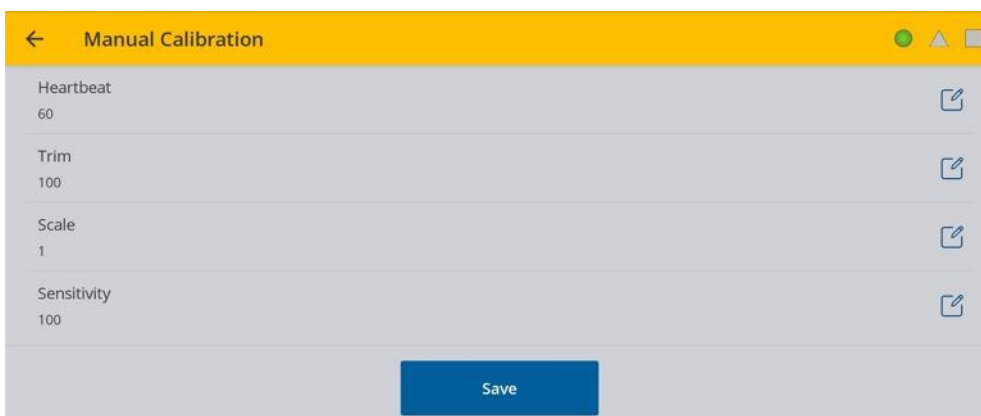 Manual Calibration
Heartbeat
60
Trim
100
Scale
1
Sensitivity
100
Save